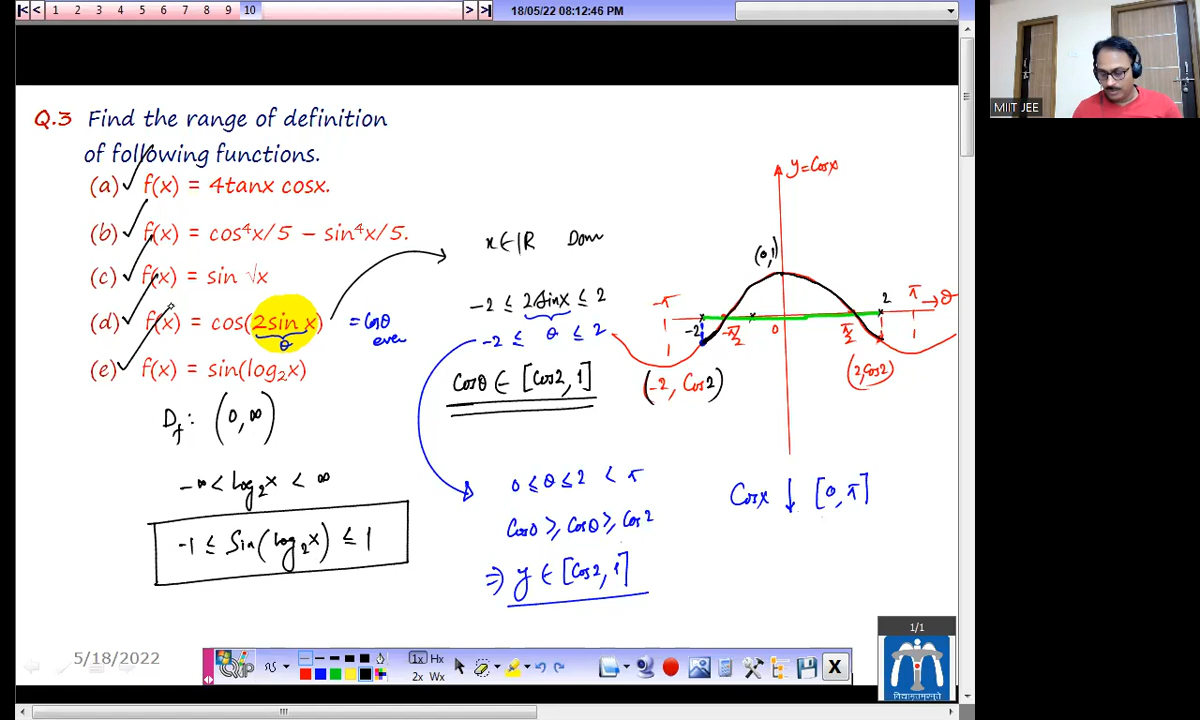 1 2 3 4 5 6 7 8 9 10
18/05/22 08:12:46 PM
MIIT JEE
Q.3 Find the range of definition
of following functions.
(a) f(x) = 4tanx cosx.
(b) f(x) = cos⁴x/5 − sin⁴x/5.
(c) f(x) = sin √x
(d) f(x) = cos(2sin x) = Cosθ
θ even
(e) f(x) = sin(log₂x)
D_f : (0, ∞)
-∞ < log₂x < ∞
-1 ≤ Sin(log₂x) ≤ 1
x ∈ ℝ Dom
-2 ≤ 2Sinx ≤ 2
-2 ≤ θ ≤ 2
Cosθ ∈ [Cos2, 1]
0 ≤ θ ≤ 2 < π
Cos0 ≥, Cosθ ≥, Cos2
⇒ y ∈ [Cos2, 1]
y=Cosx
(0,1)
-π -2 -π/2 0 π/2 2 π → θ
(-2, Cos2)
(2, Cos2)
Cosx ↓ [0, π]
5/18/2022
1x Hx
2x Wx
1/1